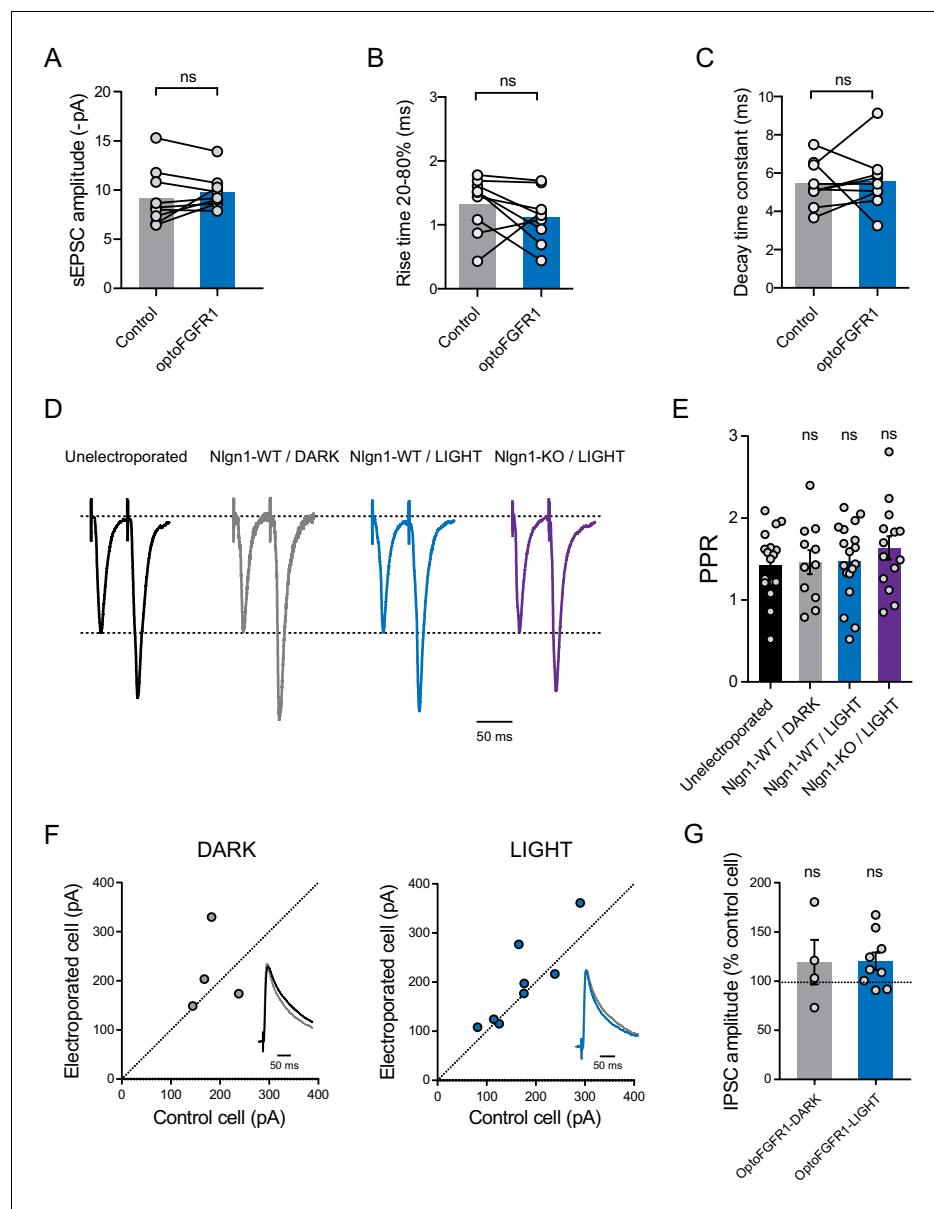 A
ns
sEPSC amplitude (-pA)
20
15
10
5
0
Control
optoFGFR1
B
ns
Rise time 20-80% (ms)
3
2
1
0
Control
optoFGFR1
C
ns
Decay time constant (ms)
10
8
6
4
2
0
Control
optoFGFR1
D
Unelectroporated
Nlgn1-WT / DARK
Nlgn1-WT / LIGHT
Nlgn1-KO / LIGHT
50 ms
E
ns
ns
ns
PPR
3
2
1
0
Unelectroporated
Nlgn1-WT / DARK
Nlgn1-WT / LIGHT
Nlgn1-KO / LIGHT
F
DARK
Electroporated cell (pA)
400
300
200
100
0
50 ms
0
100
200
300
400
Control cell (pA)
LIGHT
Electroporated cell (pA)
400
300
200
100
0
50 ms
0
100
200
300
400
Control cell (pA)
G
ns
ns
IPSC amplitude (% control cell)
200
150
100
50
0
OptoFGFR1-DARK
OptoFGFR1-LIGHT